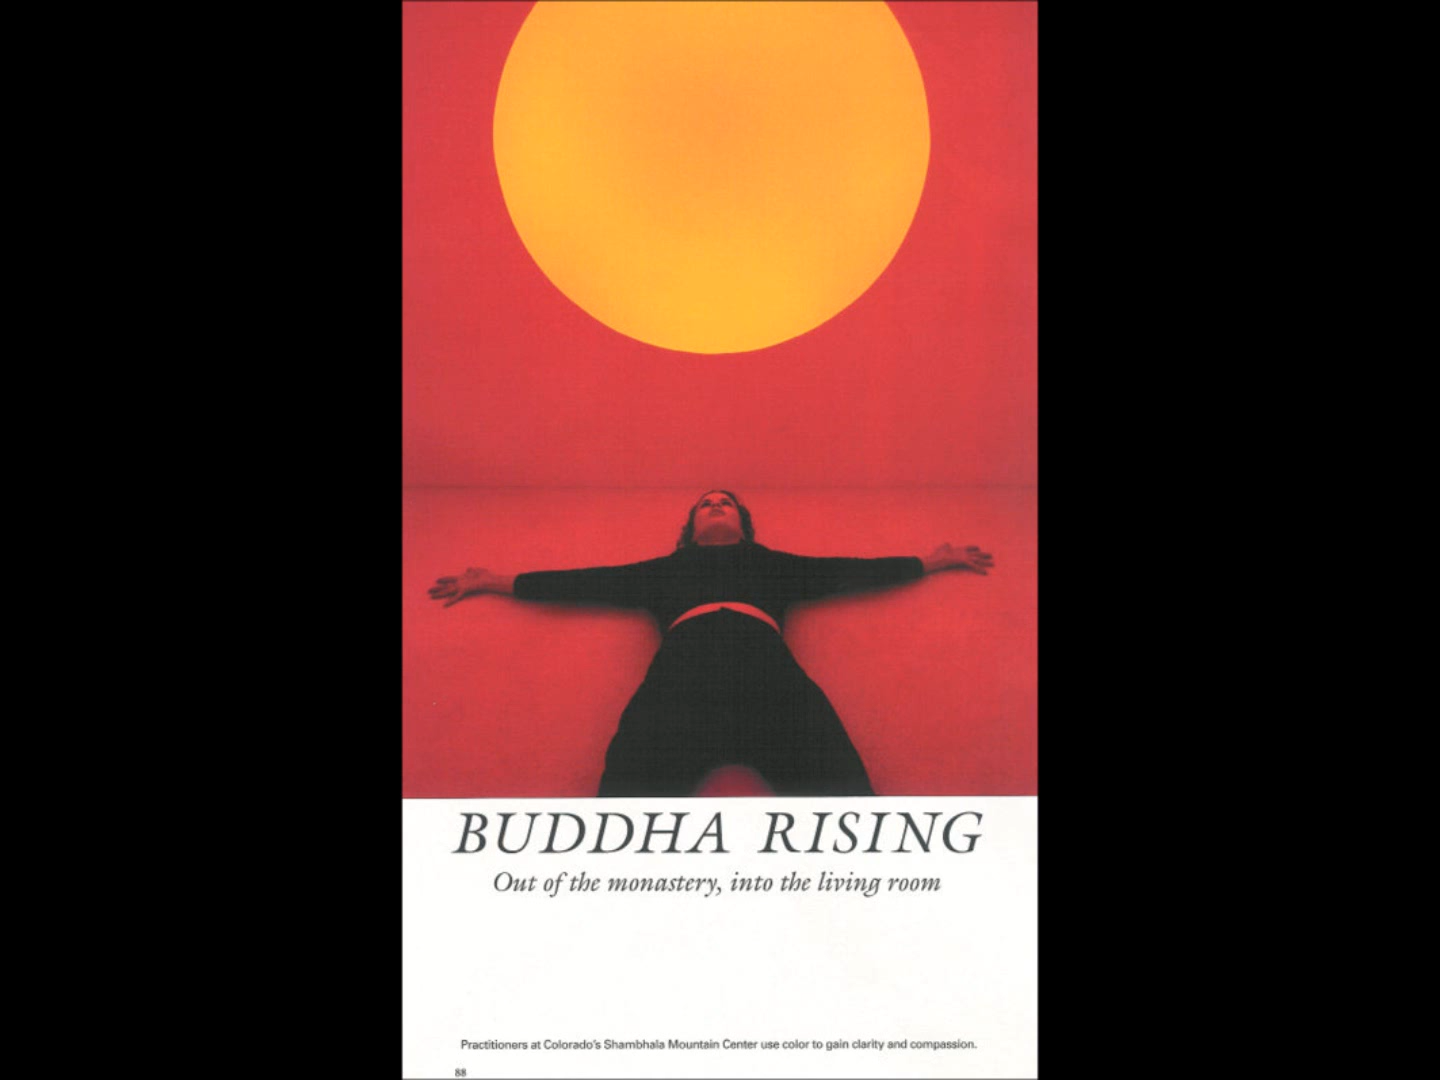 BUDDHA RISING
Out of the monastery, into the living room
Practitioners at Colorado's Shambhala Mountain Center use color to gain clarity and compassion.
88